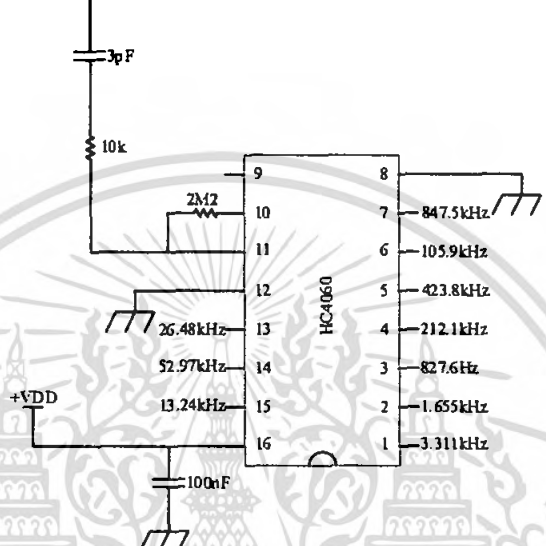 3pF
10k
9 8
2M2
10 7 847.5kHz
11 6 105.9kHz
12 5 423.8kHz
HC4060
26.48kHz 13 4 212.1kHz
52.97kHz 14 3 827.6Hz
+VDD
13.24kHz 15 2 1.655kHz
16 1 3.311kHz
100nF